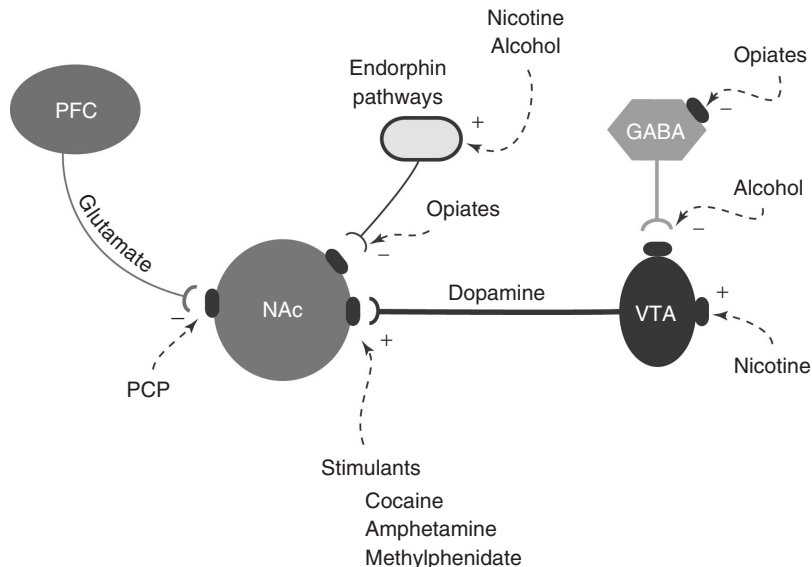 Nicotine
Alcohol
Opiates
Endorphin
pathways
+
PFC
−
GABA
Alcohol
Opiates
−
−
Glutamate
Dopamine
+
NAc
VTA
−
+
PCP
Nicotine
Stimulants
Cocaine
Amphetamine
Methylphenidate